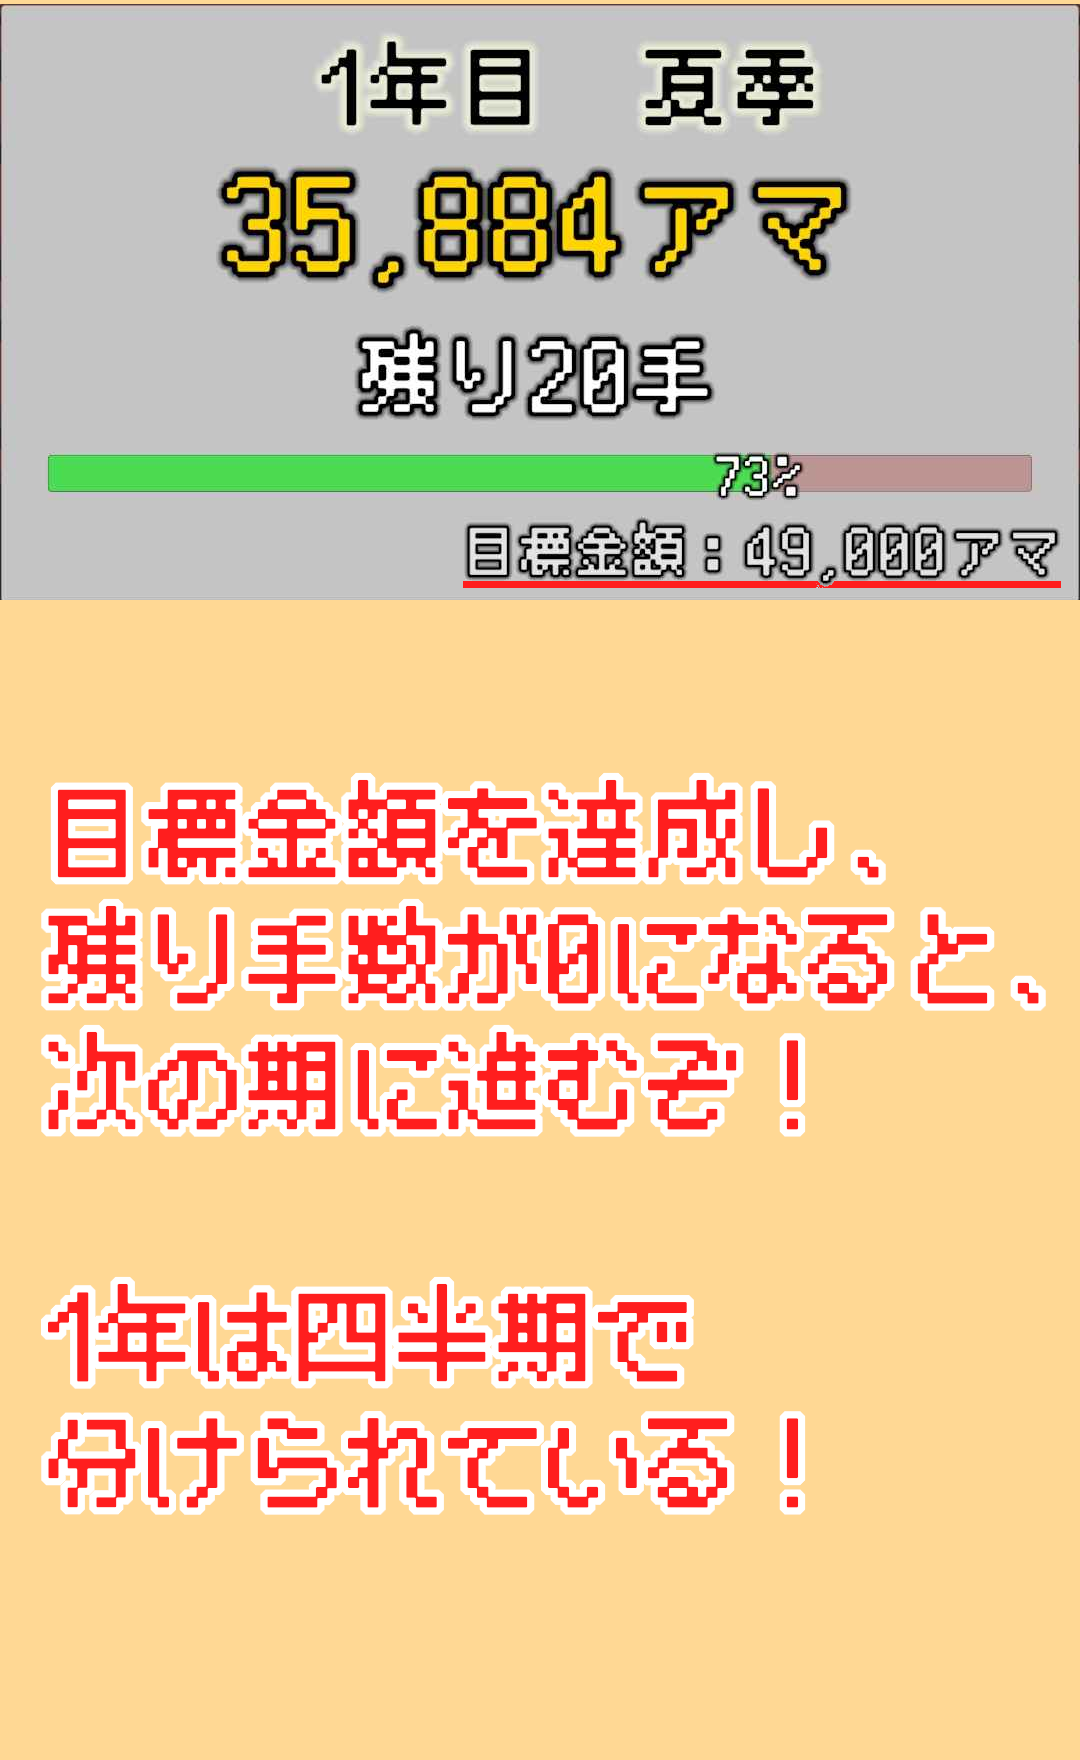 1年目　夏季
35,884アマ
残り20手
73%
目標金額：49,000アマ
目標金額を達成し、
残り手数が0になると、
次の期に進むぞ！
1年は四半期で
分けられている！